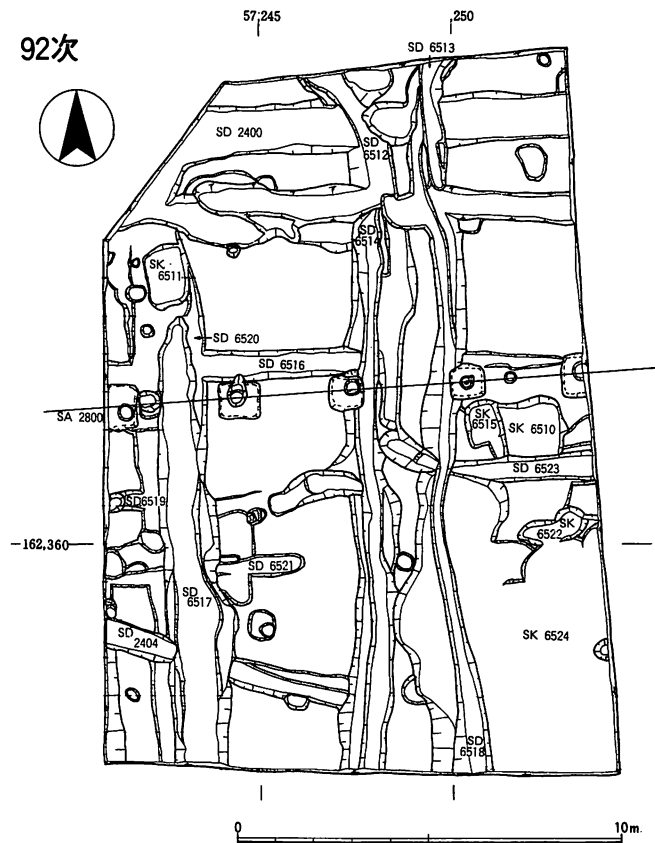 92次
57,245
,250
SD 6513
SD 2400
SD
6512
SD
6514
SK
6511
SD 6520
SD 6516
SA 2800
SK
6515
SK 6510
SD 6523
SD6519
SK
6522
-162,360
SD 6521
SD
6517
SD
2404
SK 6524
SD
6518
0
10m.